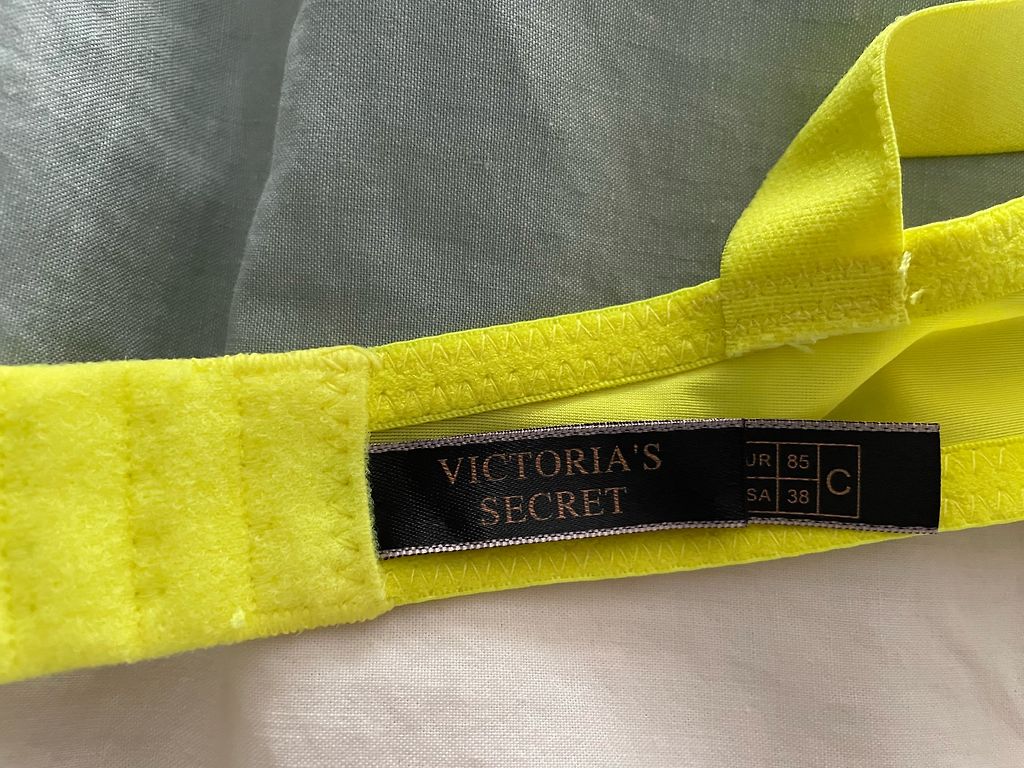 VICTORIA'S
SECRET
UR 85 C
SA 38